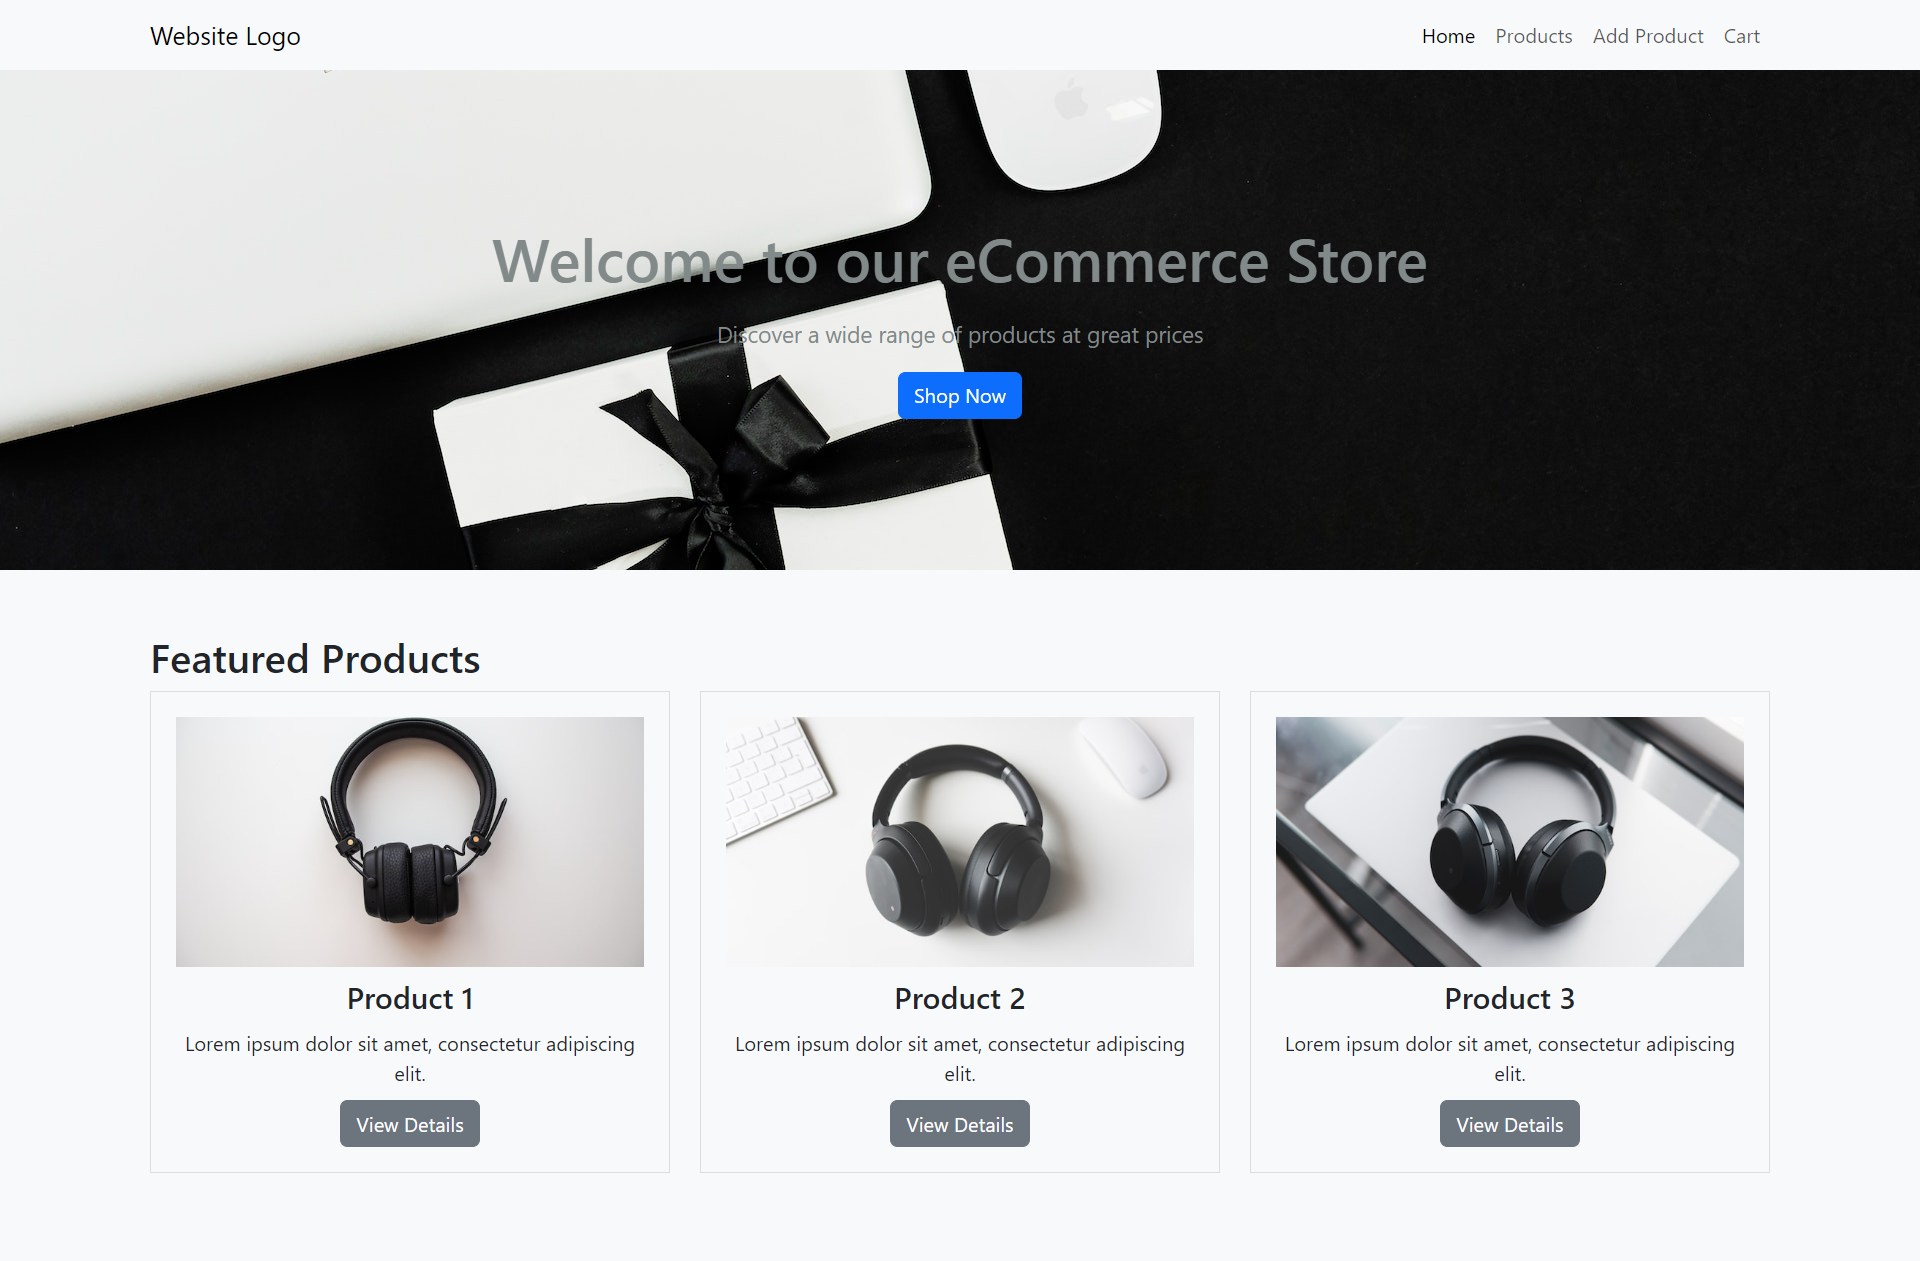 Website Logo
Home Products Add Product Cart
Welcome to our eCommerce Store
Discover a wide range of products at great prices
Shop Now
Featured Products
Product 1
Lorem ipsum dolor sit amet, consectetur adipiscing
elit.
View Details
Product 2
Lorem ipsum dolor sit amet, consectetur adipiscing
elit.
View Details
Product 3
Lorem ipsum dolor sit amet, consectetur adipiscing
elit.
View Details